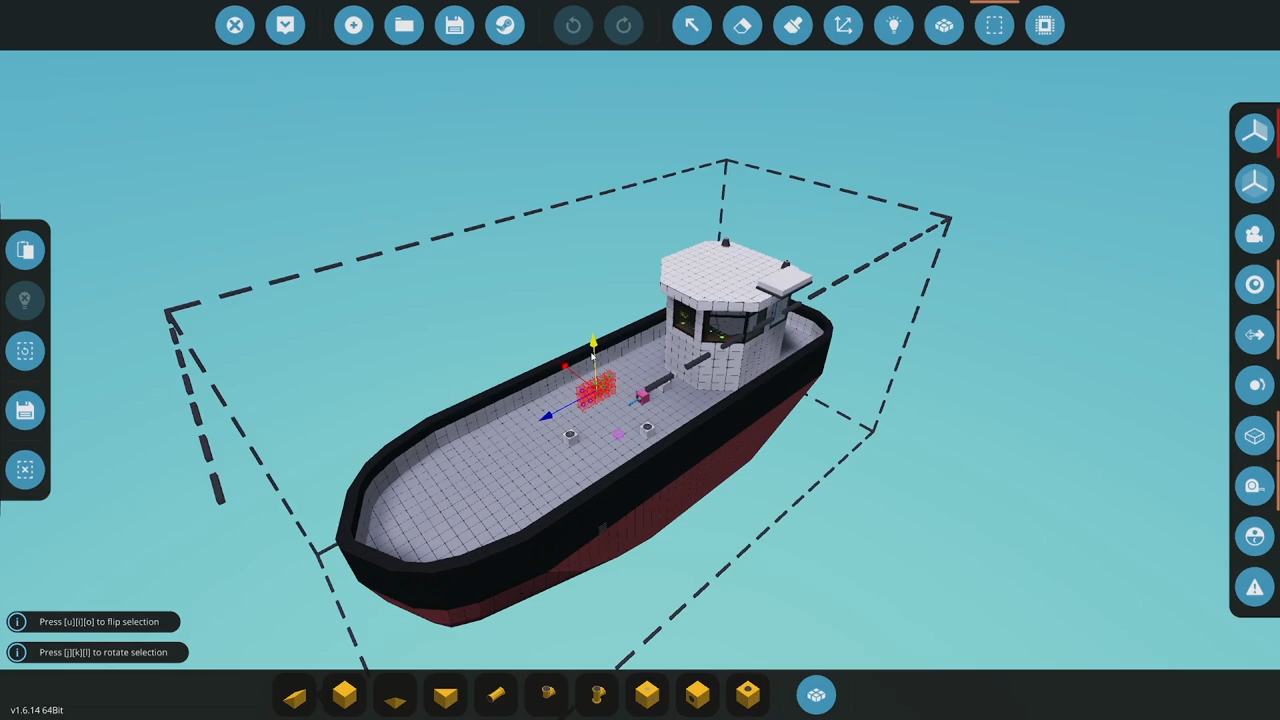 Press [u][i][o] to flip selection
Press [j][k][l] to rotate selection
v1.6.14 64Bit